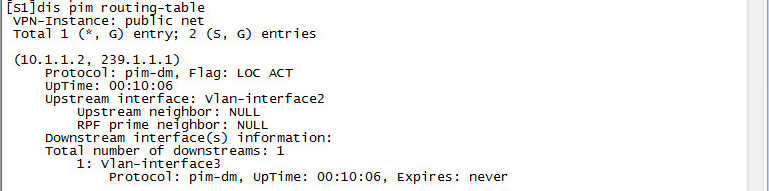 [S1]dis pim routing-table
VPN-Instance: public net
Total 1 (*, G) entry; 2 (S, G) entries
(10.1.1.2, 239.1.1.1)
Protocol: pim-dm, Flag: LOC ACT
UpTime: 00:10:06
Upstream interface: Vlan-interface2
Upstream neighbor: NULL
RPF prime neighbor: NULL
Downstream interface(s) information:
Total number of downstreams: 1
1: Vlan-interface3
Protocol: pim-dm, UpTime: 00:10:06, Expires: never